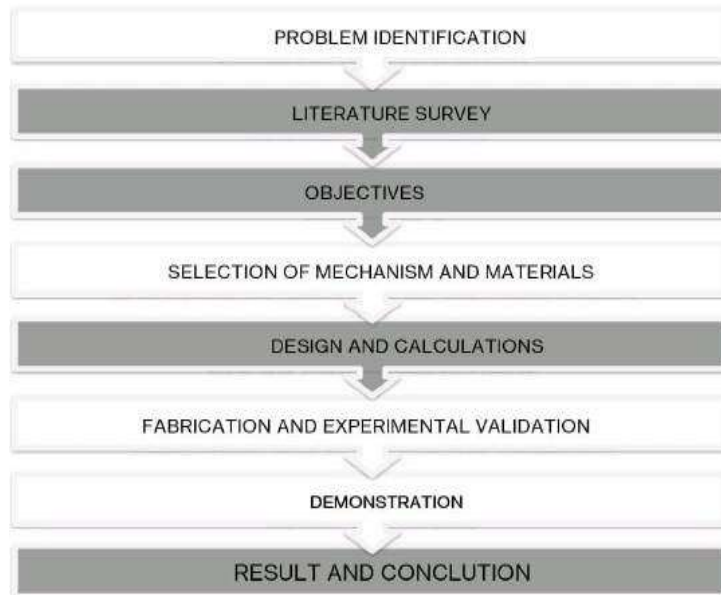 PROBLEM IDENTIFICATION
LITERATURE SURVEY
OBJECTIVES
SELECTION OF MECHANISM AND MATERIALS
DESIGN AND CALCULATIONS
FABRICATION AND EXPERIMENTAL VALIDATION
DEMONSTRATION
RESULT AND CONCLUTION